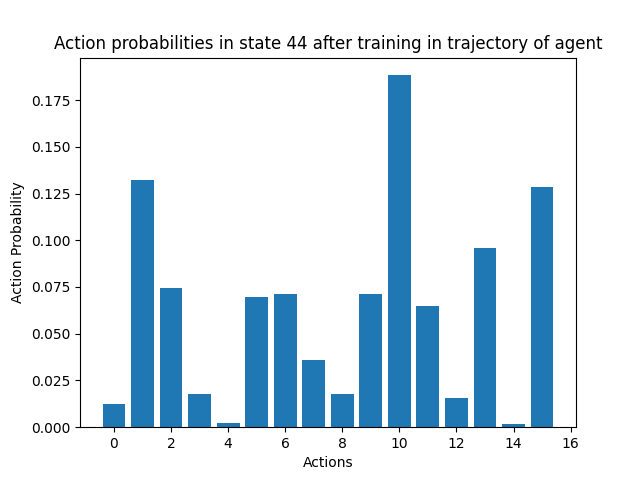 Action probabilities in state 44 after training in trajectory of agent
0.175
0.150
0.125
0.100
0.075
0.050
0.025
0.000
Action Probability
0 2 4 6 8 10 12 14 16
Actions